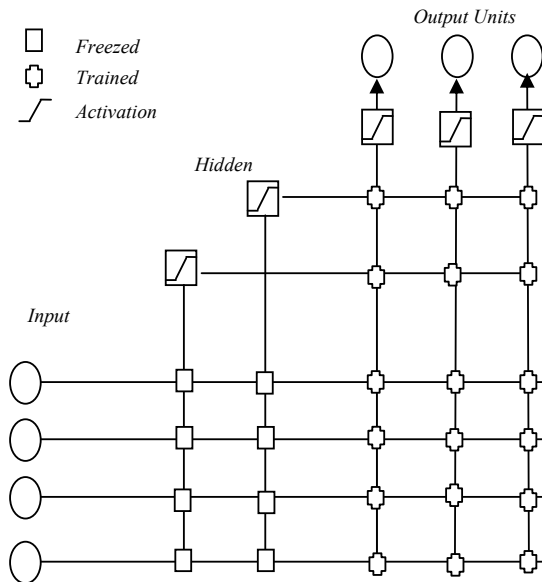 Output Units
Freezed
Trained
Activation
Hidden
Input